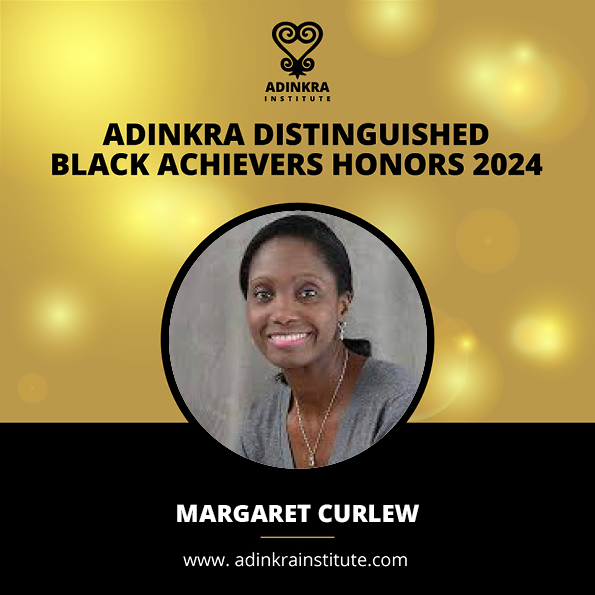 ADINKRA
INSTITUTE
ADINKRA DISTINGUISHED
BLACK ACHIEVERS HONORS 2024
MARGARET CURLEW
www. adinkrainstitute.com